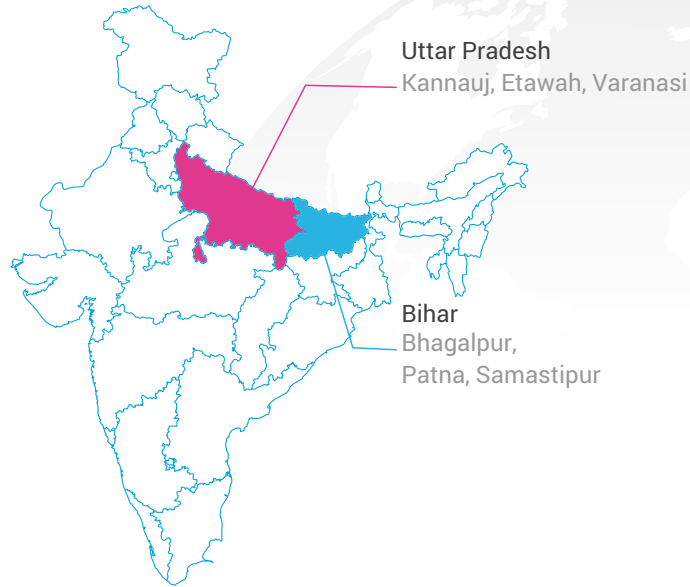 Uttar Pradesh
Kannauj, Etawah, Varanasi
Bihar
Bhagalpur,
Patna, Samastipur